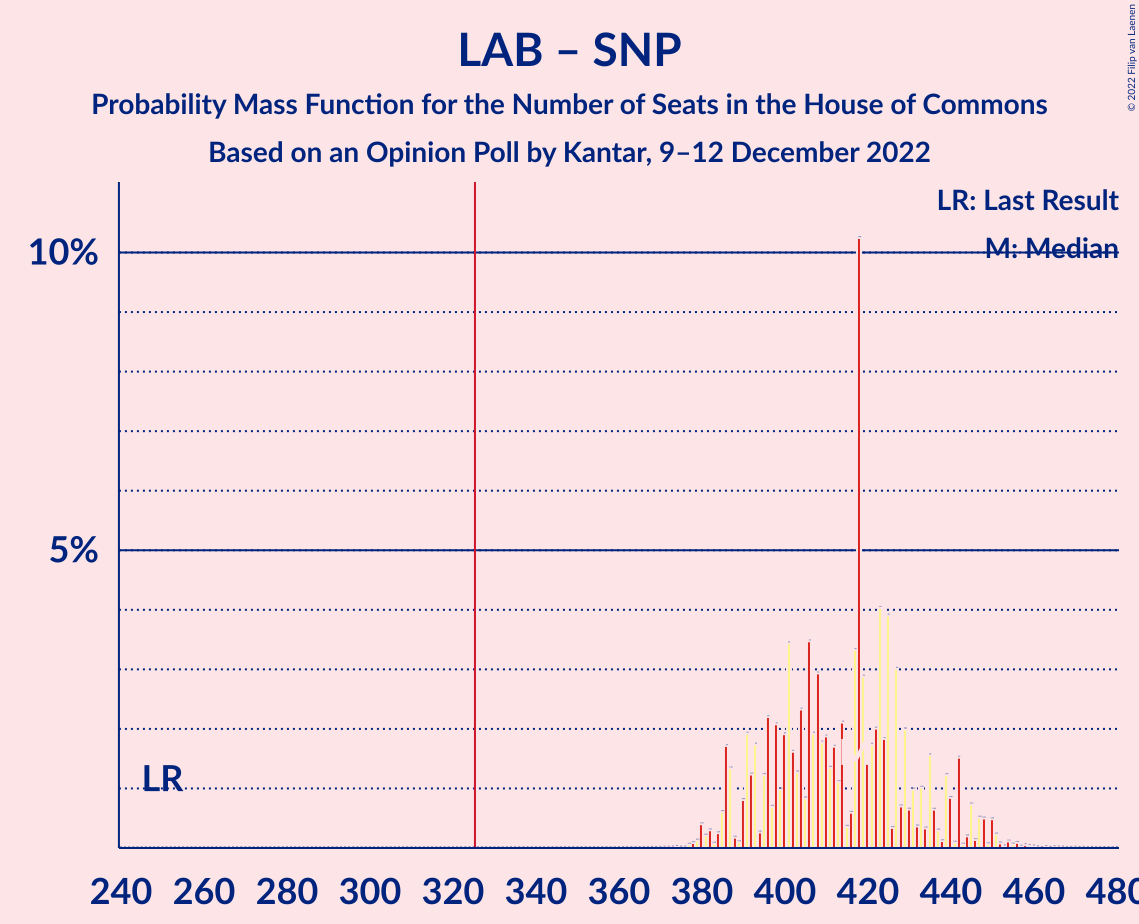 LAB – SNP
Probability Mass Function for the Number of Seats in the House of Commons
Based on an Opinion Poll by Kantar, 9–12 December 2022
© 2022 Filip van Laenen
LR: Last Result
M: Median
10%
5%
LR
240 260 280 300 320 340 360 380 400 420 440 460 480